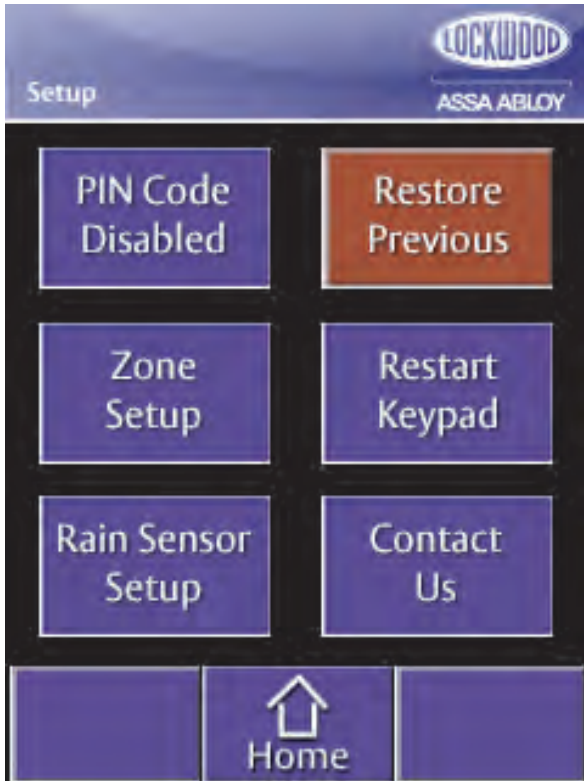 LOCKWOOD
Setup
ASSA ABLOY
PIN Code
Disabled
Restore
Previous
Zone
Setup
Restart
Keypad
Rain Sensor
Setup
Contact
Us
Home